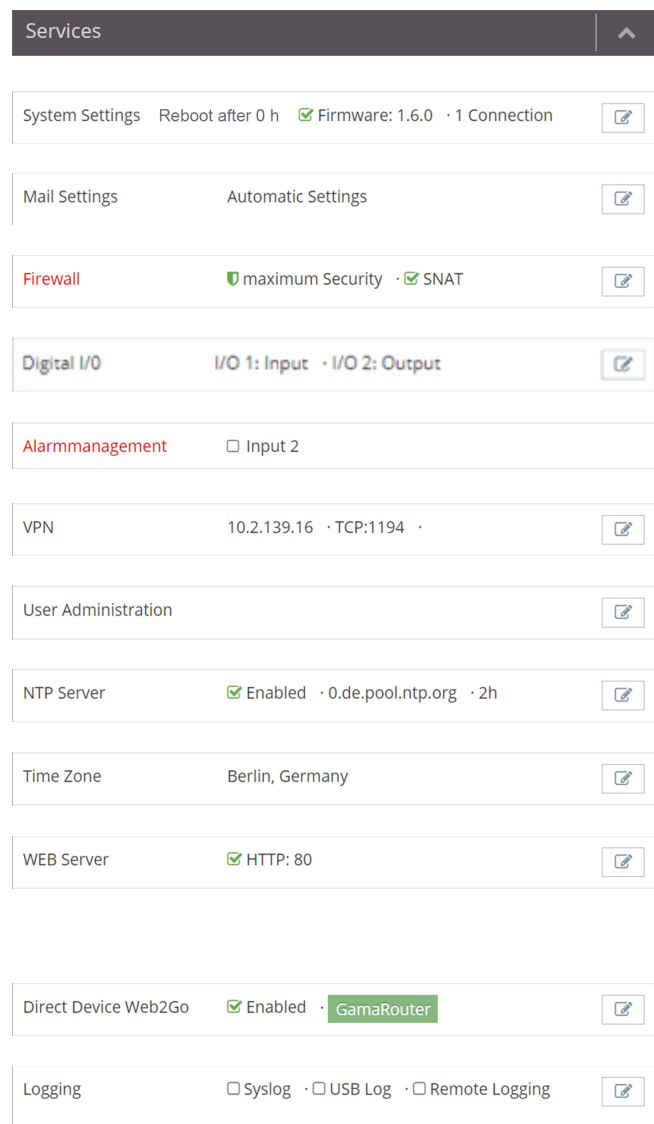 Services
System Settings Reboot after 0 h Firmware: 1.6.0 · 1 Connection
Mail Settings Automatic Settings
Firewall maximum Security · SNAT
Digital I/0 I/O 1: Input · I/O 2: Output
Alarmmanagement Input 2
VPN 10.2.139.16 · TCP:1194 ·
User Administration
NTP Server Enabled · 0.de.pool.ntp.org · 2h
Time Zone Berlin, Germany
WEB Server HTTP: 80
Direct Device Web2Go Enabled · GamaRouter
Logging Syslog · USB Log · Remote Logging